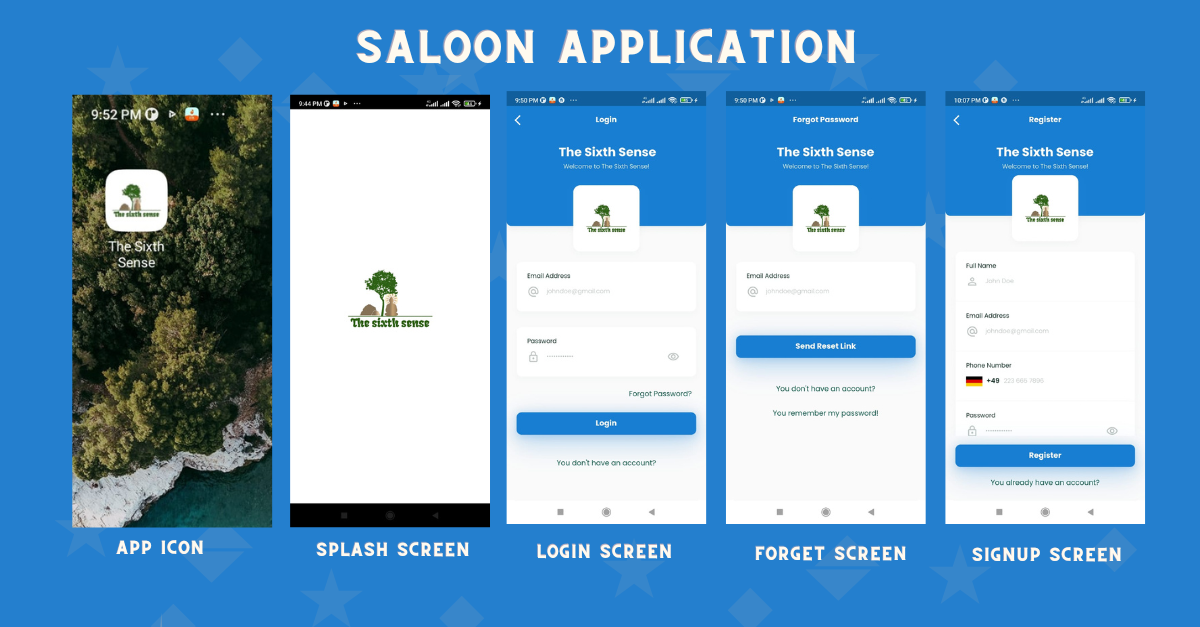 SALOON APPLICATION
9:52 PM
The sixth sense
The Sixth
Sense
APP ICON
9:44 PM
The sixth sense
SPLASH SCREEN
9:50 PM
Login
The Sixth Sense
Welcome to The Sixth Sense!
The sixth sense
Email Address
johndoe@gmail.com
Password
Forgot Password?
Login
You don't have an account?
LOGIN SCREEN
9:50 PM
Forgot Password
The Sixth Sense
Welcome to The Sixth Sense!
The sixth sense
Email Address
johndoe@gmail.com
Send Reset Link
You don't have an account?
You remember my password!
FORGET SCREEN
10:07 PM
Register
The Sixth Sense
Welcome to The Sixth Sense!
The sixth sense
Full Name
John Doe
Email Address
johndoe@gmail.com
Phone Number
+49
Password
Register
You already have an account?
SIGNUP SCREEN